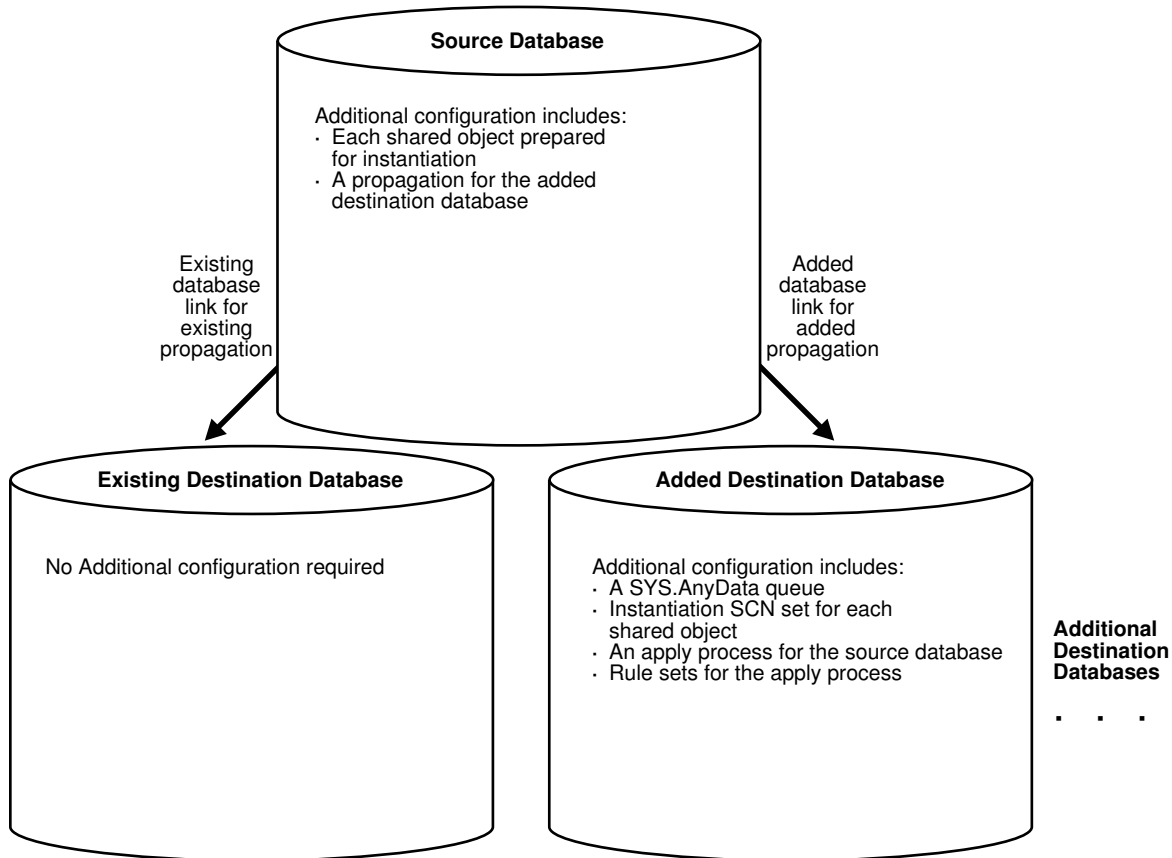 Source Database
Additional configuration includes:
· Each shared object prepared
for instantiation
· A propagation for the added
destination database
Existing
database
link for
existing
propagation
Added
database
link for
added
propagation
Existing Destination Database
No Additional configuration required
Added Destination Database
Additional configuration includes:
· A SYS.AnyData queue
· Instantiation SCN set for each
shared object
· An apply process for the source database
· Rule sets for the apply process
Additional
Destination
Databases
. . .